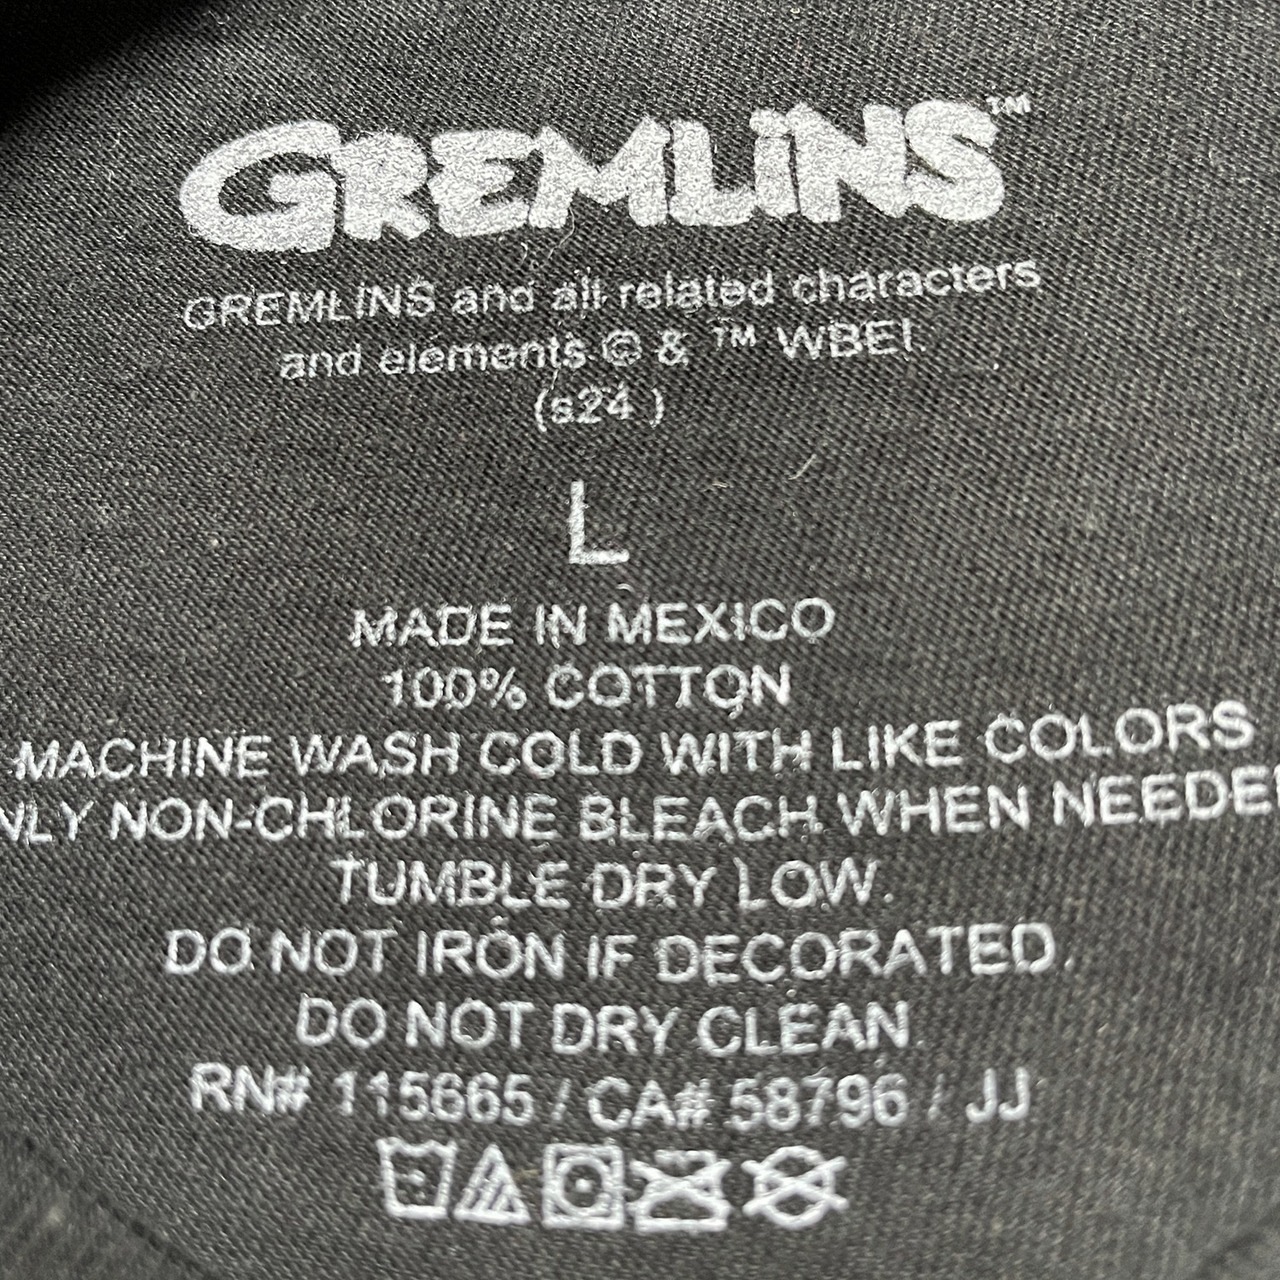 GREMLINS™
GREMLINS and all related characters
and elements © & ™ WBEI.
(s24 )
L
MADE IN MEXICO
100% COTTON
MACHINE WASH COLD WITH LIKE COLORS
NLY NON-CHLORINE BLEACH WHEN NEEDE
TUMBLE DRY LOW.
DO NOT IRON IF DECORATED.
DO NOT DRY CLEAN.
RN# 115665 / CA# 58796 / JJ